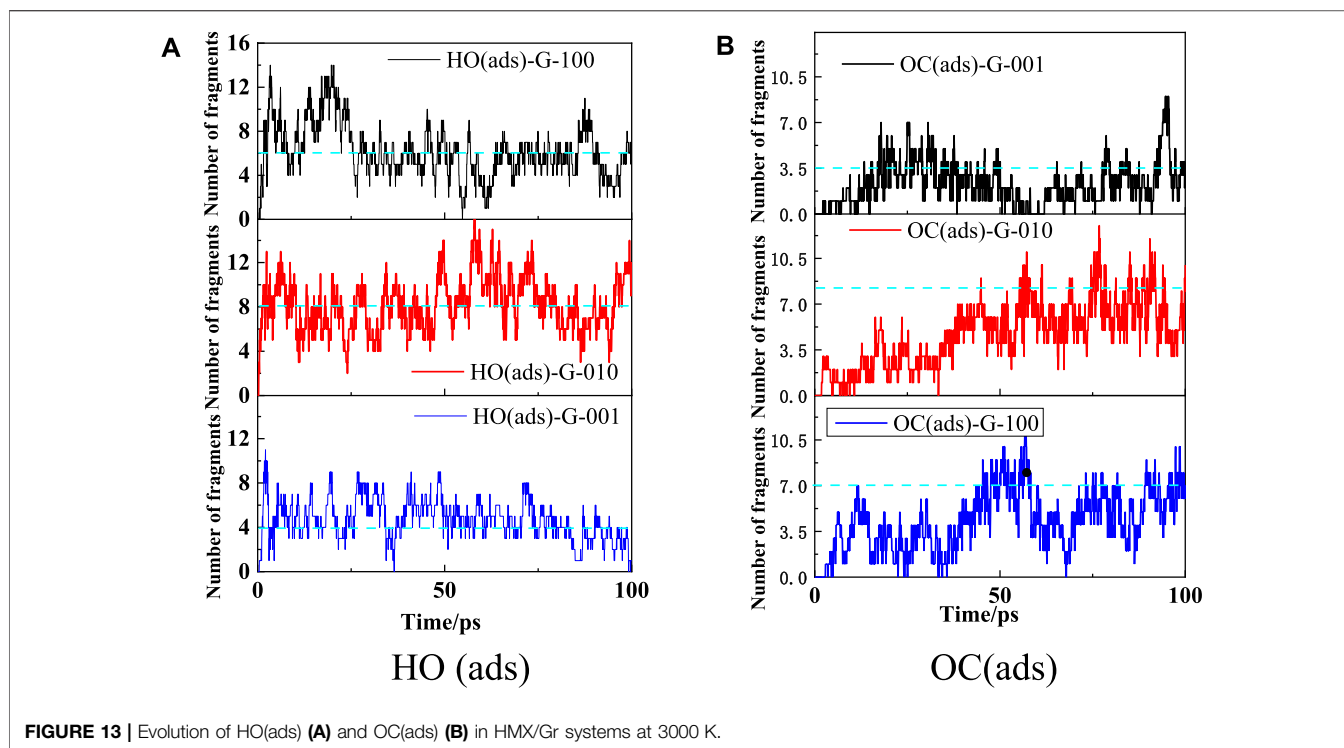 A
Number of fragments
16
12
8
4
0
HO(ads)-G-100
Number of fragments
12
8
4
0
HO(ads)-G-010
Number of fragments
12
8
4
0
HO(ads)-G-001
0 50 100
Time/ps
HO (ads)
B
Number of fragments
10.5
7.0
3.5
0.0
OC(ads)-G-001
Number of fragments
10.5
7.0
3.5
0.0
OC(ads)-G-010
Number of fragments
10.5
7.0
3.5
0.0
OC(ads)-G-100
0 50 100
Time/ps
OC(ads)
FIGURE 13 | Evolution of HO(ads) (A) and OC(ads) (B) in HMX/Gr systems at 3000 K.